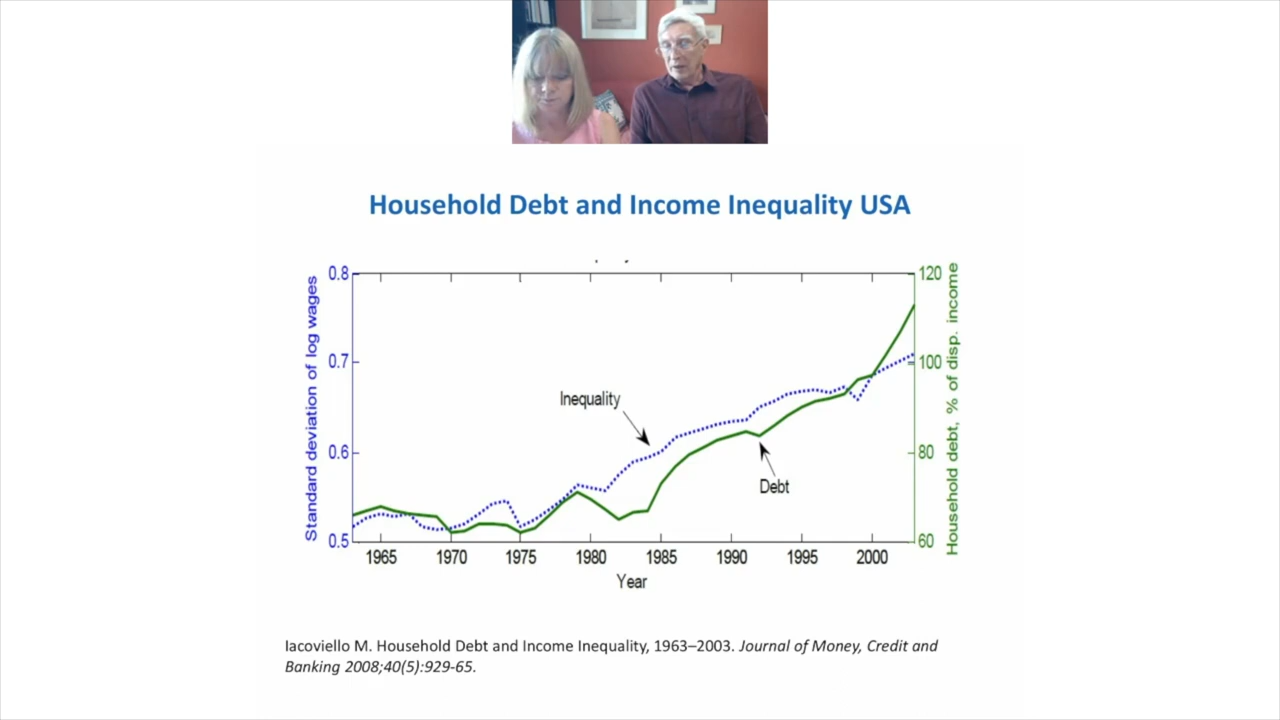 Household Debt and Income Inequality USA
Standard deviation of log wages
0.8
0.7
0.6
0.5
Inequality
Debt
120
100
80
60
Household debt, % of disp. income
1965 1970 1975 1980 1985 1990 1995 2000
Year
Iacoviello M. Household Debt and Income Inequality, 1963–2003. Journal of Money, Credit and
Banking 2008;40(5):929-65.